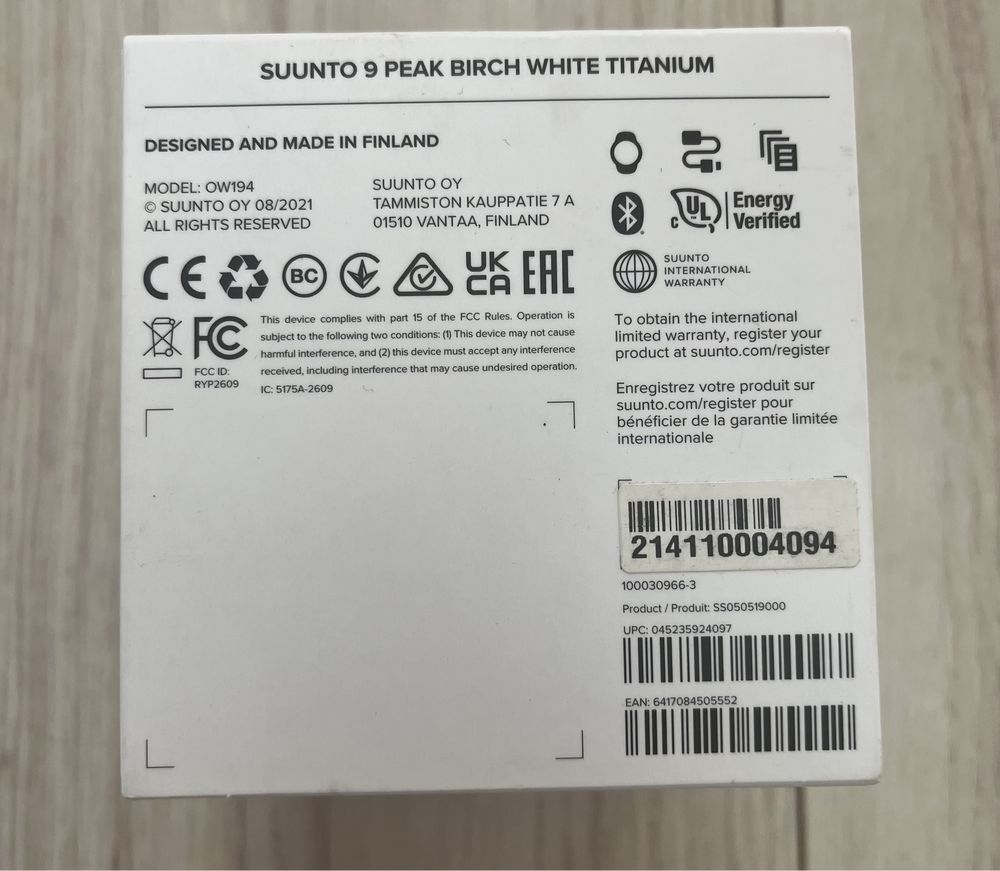 SUUNTO 9 PEAK BIRCH WHITE TITANIUM
DESIGNED AND MADE IN FINLAND
MODEL: OW194
© SUUNTO OY 08/2021
ALL RIGHTS RESERVED
SUUNTO OY
TAMMISTON KAUPPATIE 7 A
01510 VANTAA, FINLAND
CE
BC
UK
CA
EAC
FC
FCC ID:
RYP2609
This device complies with part 15 of the FCC Rules. Operation is
subject to the following two conditions: (1) This device may not cause
harmful interference, and (2) this device must accept any interference
received, including interference that may cause undesired operation.
IC: 5175A-2609
c UL Energy
Verified
SUUNTO
INTERNATIONAL
WARRANTY
To obtain the international
limited warranty, register your
product at suunto.com/register
Enregistrez votre produit sur
suunto.com/register pour
bénéficier de la garantie limitée
internationale
214110004094
100030966-3
Product / Produit: SS050519000
UPC: 045235924097
EAN: 6417084505552